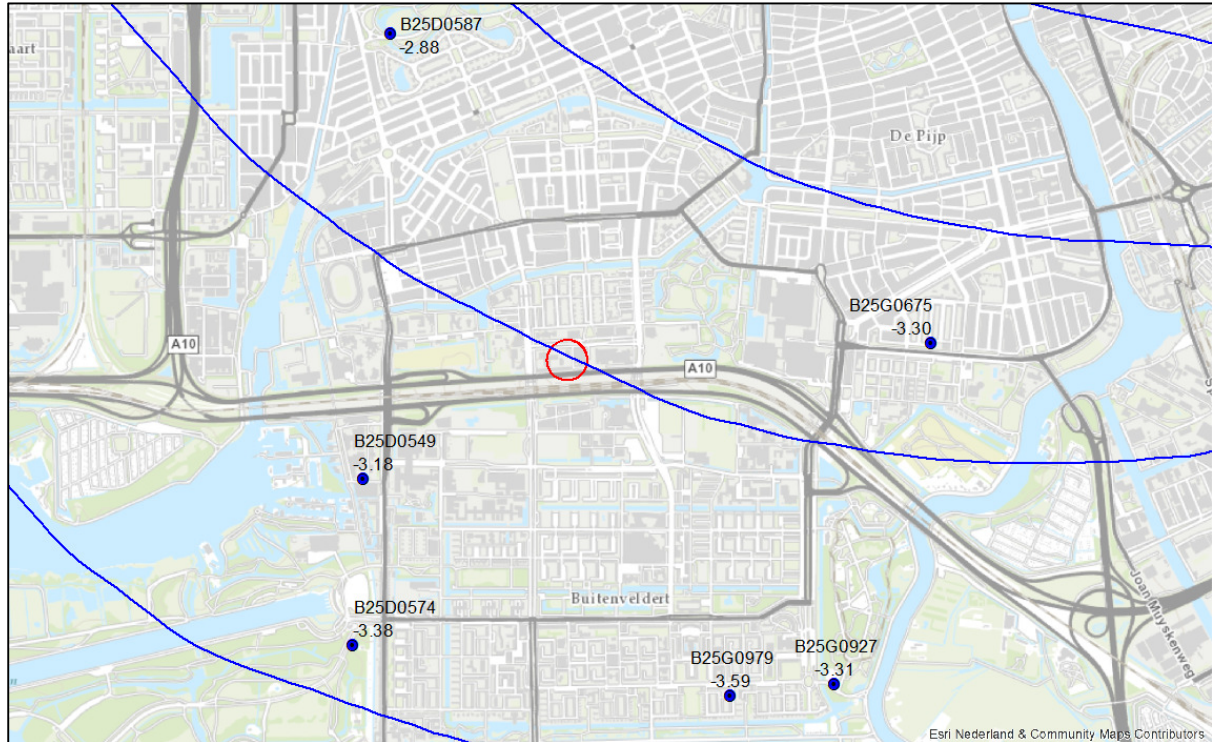 B25D0587
-2.88
aart
De Pijp
B25G0675
-3.30
A10
A10
B25D0549
-3.18
Buitenveldert
B25D0574
-3.38
B25G0979
-3.59
B25G0927
-3.31
Joan Muyskenweg
Esri Nederland & Community Maps Contributors